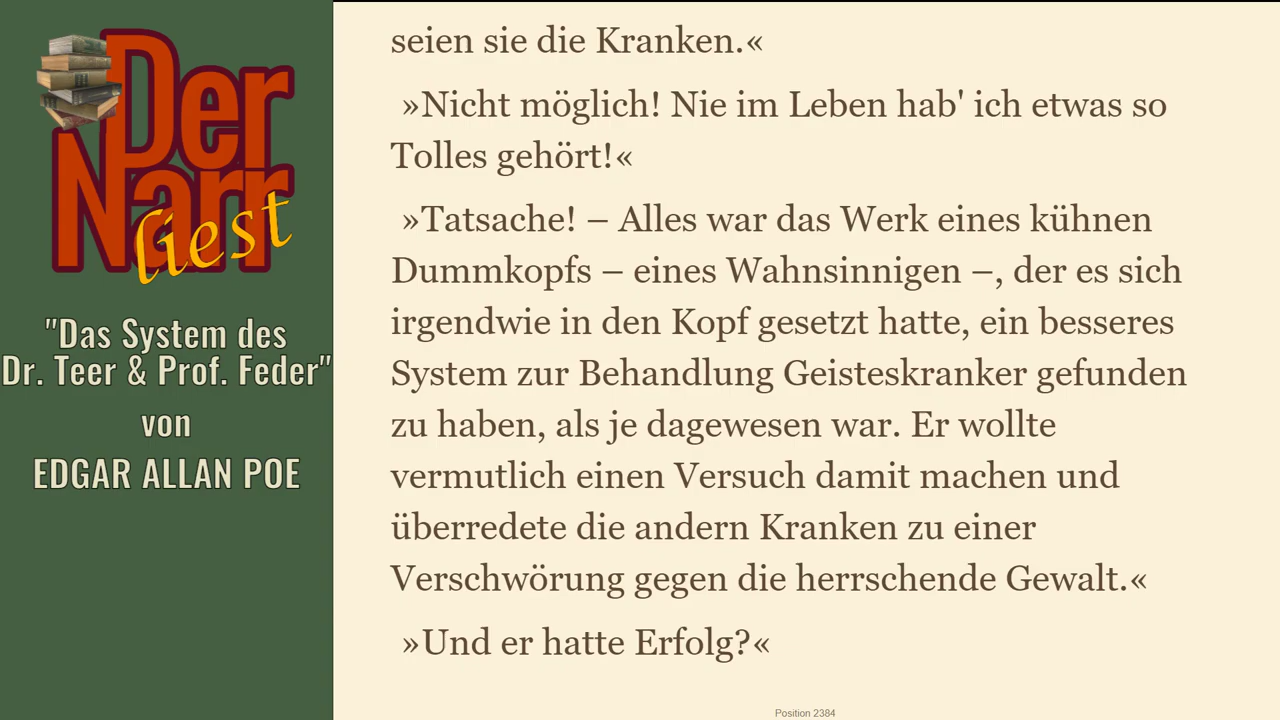 Der
Narr
liest
"Das System des
Dr. Teer & Prof. Feder"
von
EDGAR ALLAN POE
seien sie die Kranken.«
»Nicht möglich! Nie im Leben hab' ich etwas so
Tolles gehört!«
»Tatsache! – Alles war das Werk eines kühnen
Dummkopfs – eines Wahnsinnigen –, der es sich
irgendwie in den Kopf gesetzt hatte, ein besseres
System zur Behandlung Geisteskranker gefunden
zu haben, als je dagewesen war. Er wollte
vermutlich einen Versuch damit machen und
überredete die andern Kranken zu einer
Verschwörung gegen die herrschende Gewalt.«
»Und er hatte Erfolg?«
Position 2384